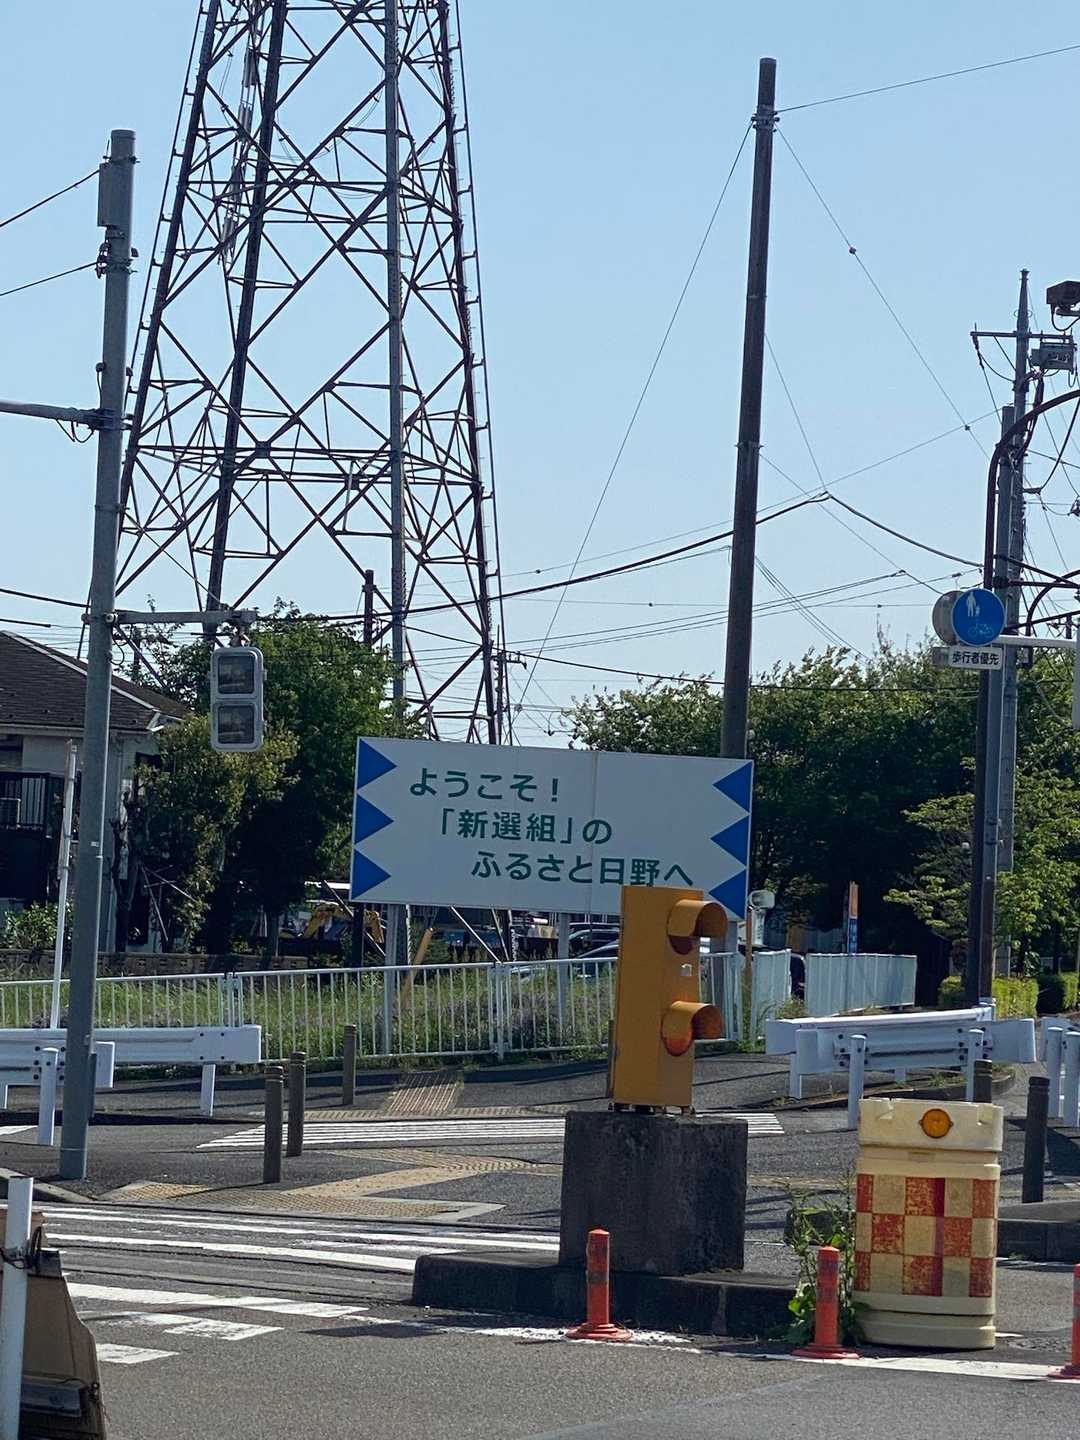 歩行者優先
ようこそ！
「新選組」の
ふるさと日野へ